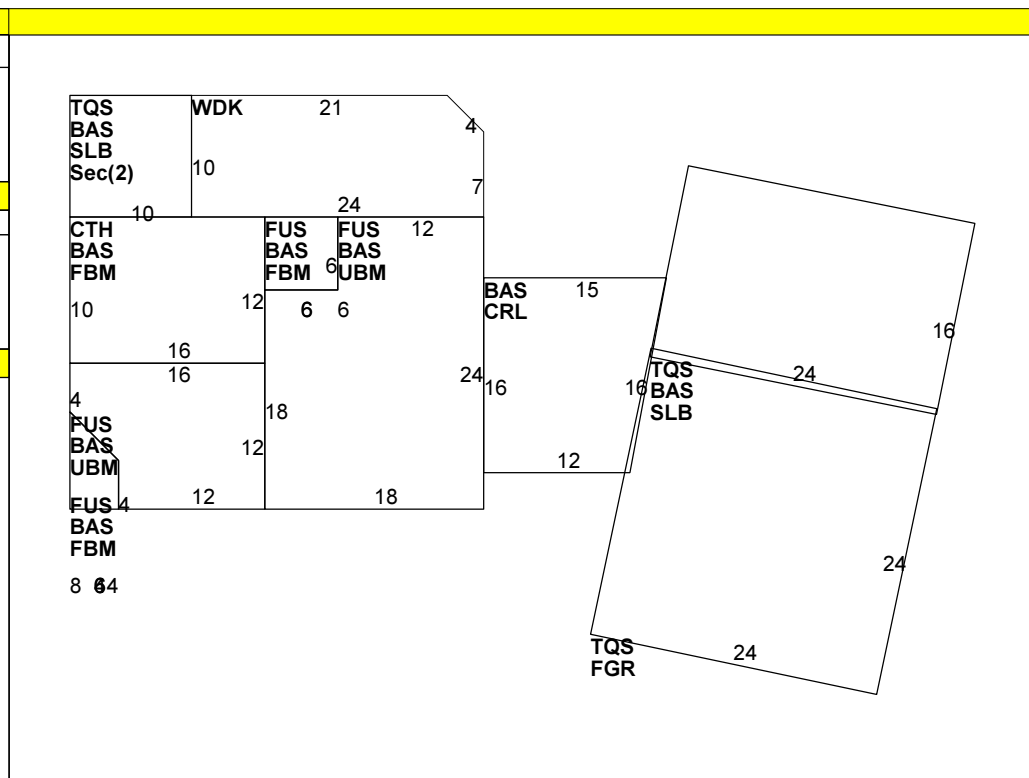 TQS
BAS
SLB
Sec(2)
WDK
21
4
10
7
10
24
CTH
BAS
FBM
FUS
BAS
FBM
6
FUS
BAS
UBM
12
10
12
6
6
16
16
BAS
CRL
15
24
16
16
12
16
24
TQS
BAS
SLB
4
FUS
BAS
UBM
18
12
FUS
BAS
FBM
4
12
18
8
24
24
TQS
FGR